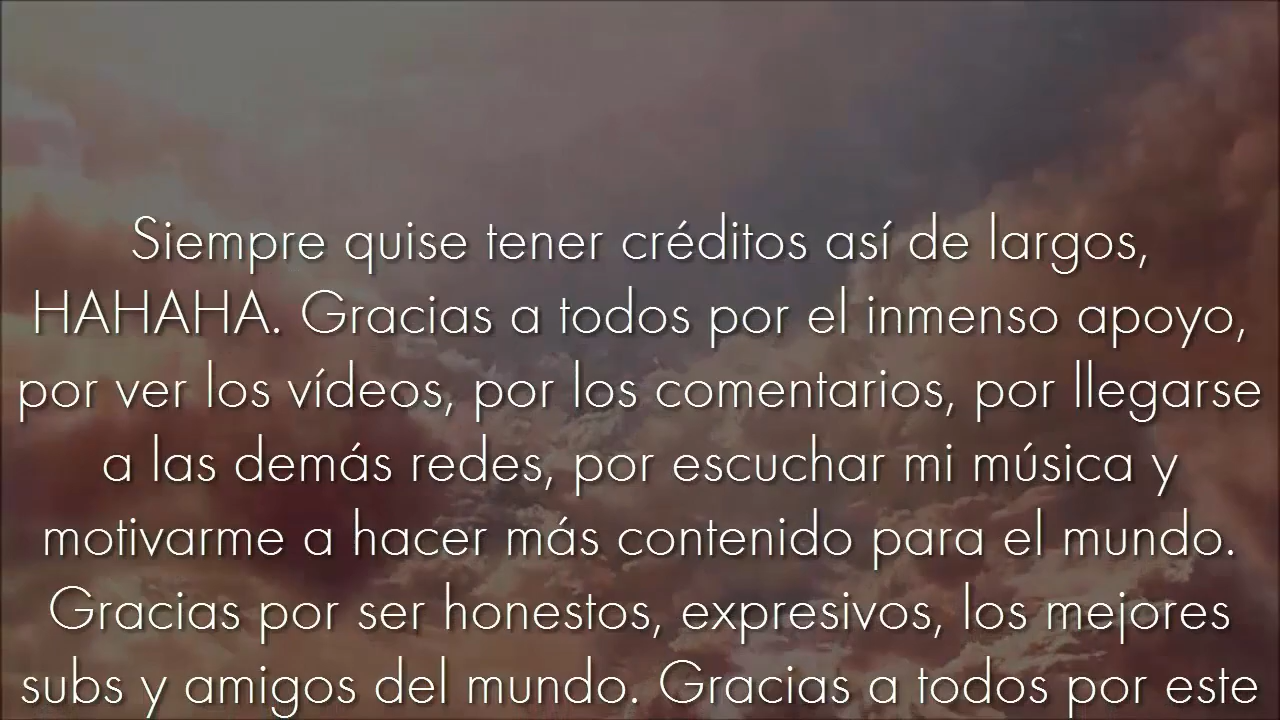 Siempre quise tener créditos así de largos,
HAHAHA. Gracias a todos por el inmenso apoyo,
por ver los vídeos, por los comentarios, por llegarse
a las demás redes, por escuchar mi música y
motivarme a hacer más contenido para el mundo.
Gracias por ser honestos, expresivos, los mejores
subs y amigos del mundo. Gracias a todos por este